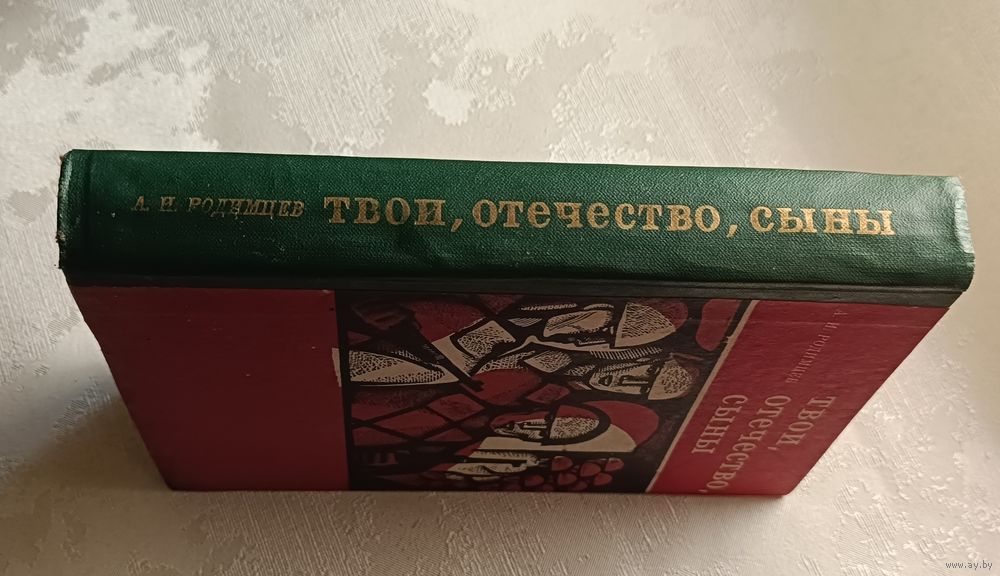 А. И. РОДИМЦЕВ ТВОИ, ОТЕЧЕСТВО, СЫНЫ
А. И. РОДИМЦЕВ
ТВОИ,
ОТЕЧЕСТВО,
СЫНЫ
www.ay.by